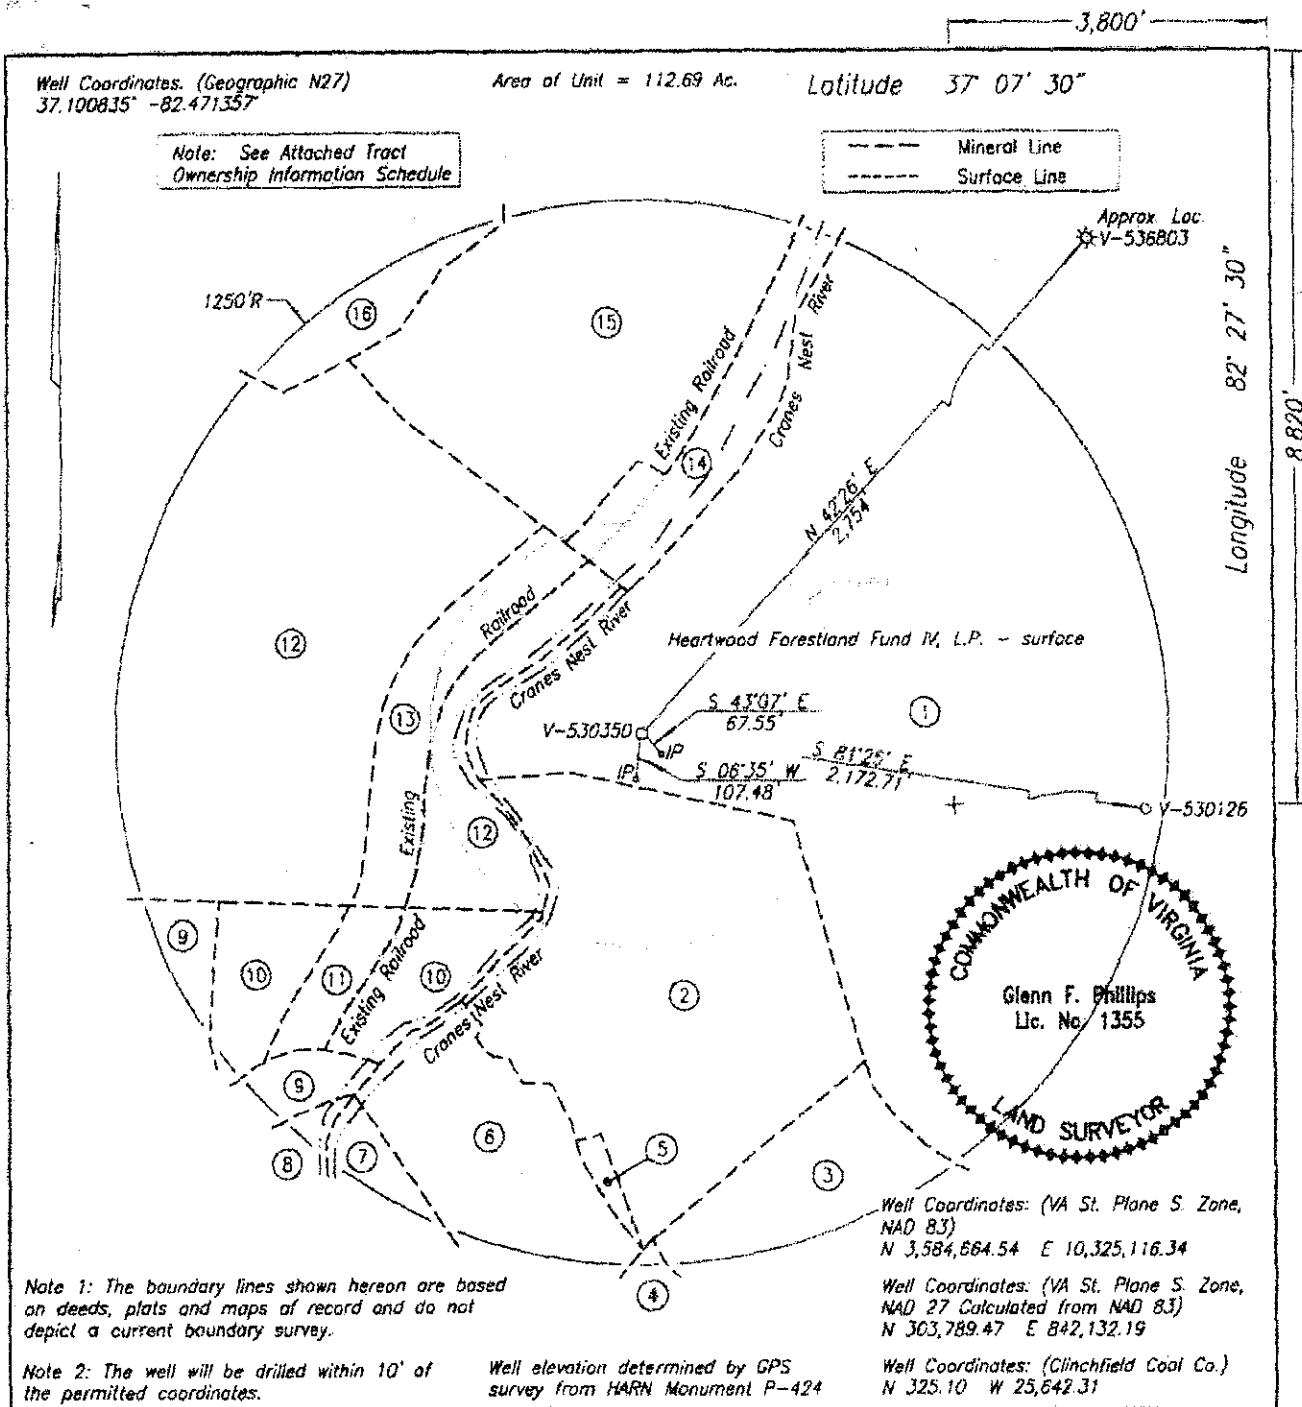 3,800'
Well Coordinates. (Geographic N27)
37.100835° -82.471357°
Area of Unit = 112.69 Ac.
Latitude 37° 07' 30"
Note: See Attached Tract
Ownership Information Schedule
Mineral Line
Surface Line
Approx. Loc.
V-536803
1250'R
16
15
Existing Railroad
Cranes Nest River
14
Longitude 82° 27' 30"
8,820'
N 42°26' E
2,754'
12
Railroad
Cranes Nest River
Heartwood Forestland Fund IV, L.P. - surface
13
V-530350
S 43°07' E
67.55'
1
IP
IP
S 06°35' W
107.48'
S 81°25' E
2,172.71'
V-530126
Existing
12
COMMONWEALTH OF VIRGINIA
Glenn F. Phillips
Lic. No. 1355
LAND SURVEYOR
9
10
11
Existing Railroad
10
Cranes Nest River
2
9
8
7
6
5
3
4
Well Coordinates: (VA St. Plane S. Zone,
NAD 83)
N 3,584,664.54 E 10,325,116.34
Note 1: The boundary lines shown hereon are based
on deeds, plats and maps of record and do not
depict a current boundary survey.
Well Coordinates: (VA St. Plane S. Zone,
NAD 27 Calculated from NAD 83)
N 303,789.47 E 842,132.19
Note 2: The well will be drilled within 10' of
the permitted coordinates.
Well elevation determined by GPS
survey from HARN Monument P-424
Well Coordinates: (Clinchfield Coal Co.)
N 325.10 W 25,642.31